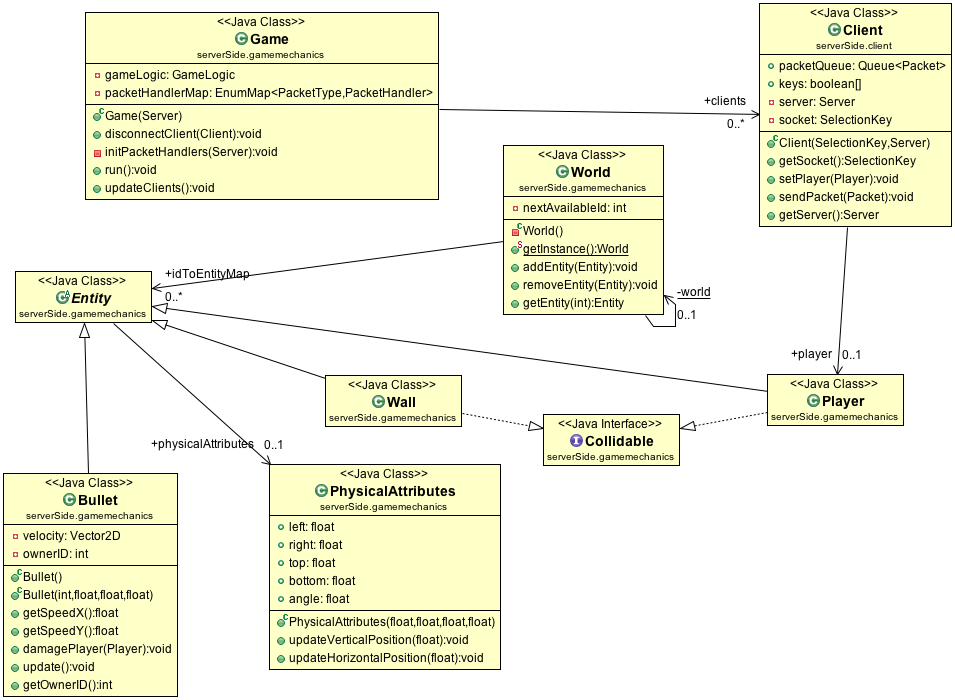 <<Java Class>>
Game
serverSide.gamemechanics
gameLogic: GameLogic
packetHandlerMap: EnumMap<PacketType,PacketHandler>
Game(Server)
disconnectClient(Client):void
initPacketHandlers(Server):void
run():void
updateClients():void
<<Java Class>>
Client
serverSide.client
packetQueue: Queue<Packet>
keys: boolean[]
server: Server
socket: SelectionKey
Client(SelectionKey,Server)
getSocket():SelectionKey
setPlayer(Player):void
sendPacket(Packet):void
getServer():Server
+clients
0..*
<<Java Class>>
World
serverSide.gamemechanics
nextAvailableId: int
World()
getInstance():World
addEntity(Entity):void
removeEntity(Entity):void
getEntity(int):Entity
-world
0..1
+idToEntityMap
0..*
<<Java Class>>
Entity
serverSide.gamemechanics
+player
0..1
<<Java Class>>
Wall
serverSide.gamemechanics
<<Java Class>>
Player
serverSide.gamemechanics
<<Java Interface>>
Collidable
serverSide.gamemechanics
+physicalAttributes
0..1
<<Java Class>>
Bullet
serverSide.gamemechanics
velocity: Vector2D
ownerID: int
Bullet()
Bullet(int,float,float,float)
getSpeedX():float
getSpeedY():float
damagePlayer(Player):void
update():void
getOwnerID():int
<<Java Class>>
PhysicalAttributes
serverSide.gamemechanics
left: float
right: float
top: float
bottom: float
angle: float
PhysicalAttributes(float,float,float,float)
updateVerticalPosition(float):void
updateHorizontalPosition(float):void